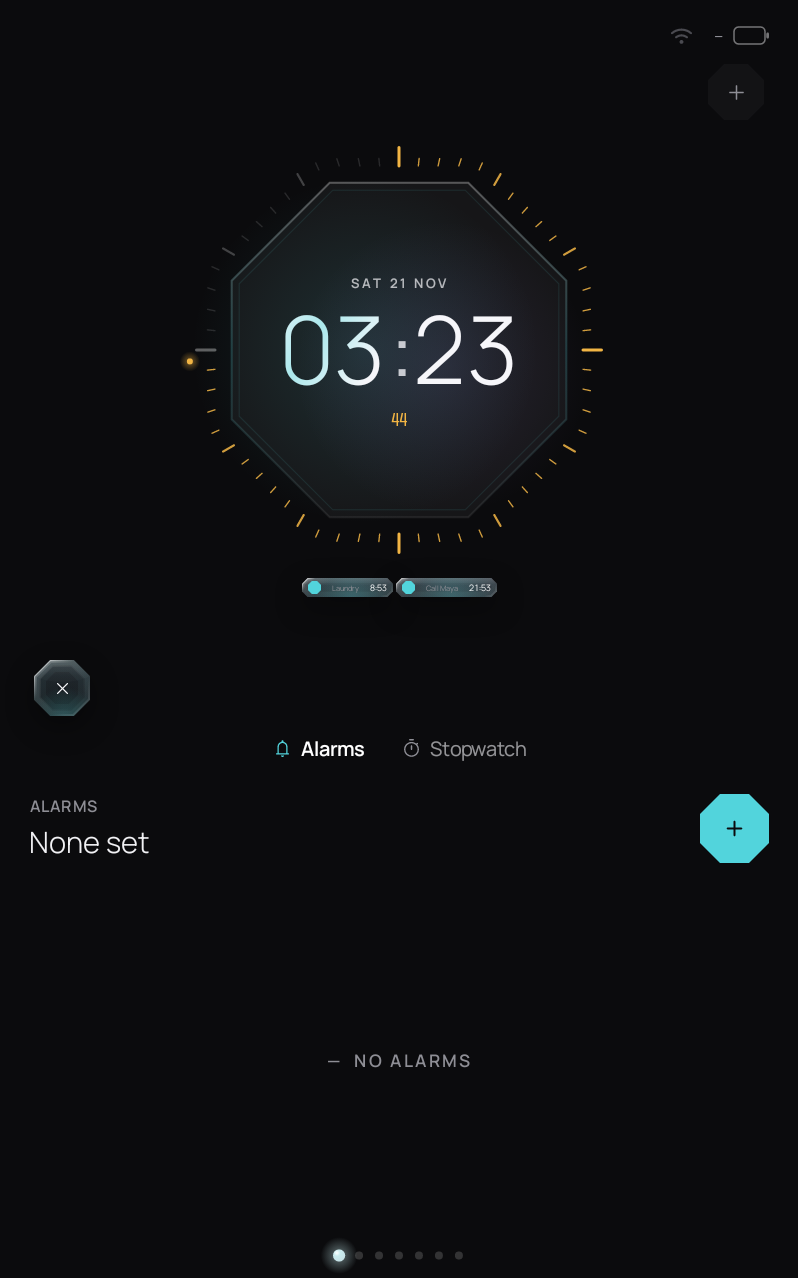 –
SAT 21 NOV
03:23
44
Laundry 8:53 Call Maya 21:53
Alarms Stopwatch
ALARMS
None set
— NO ALARMS